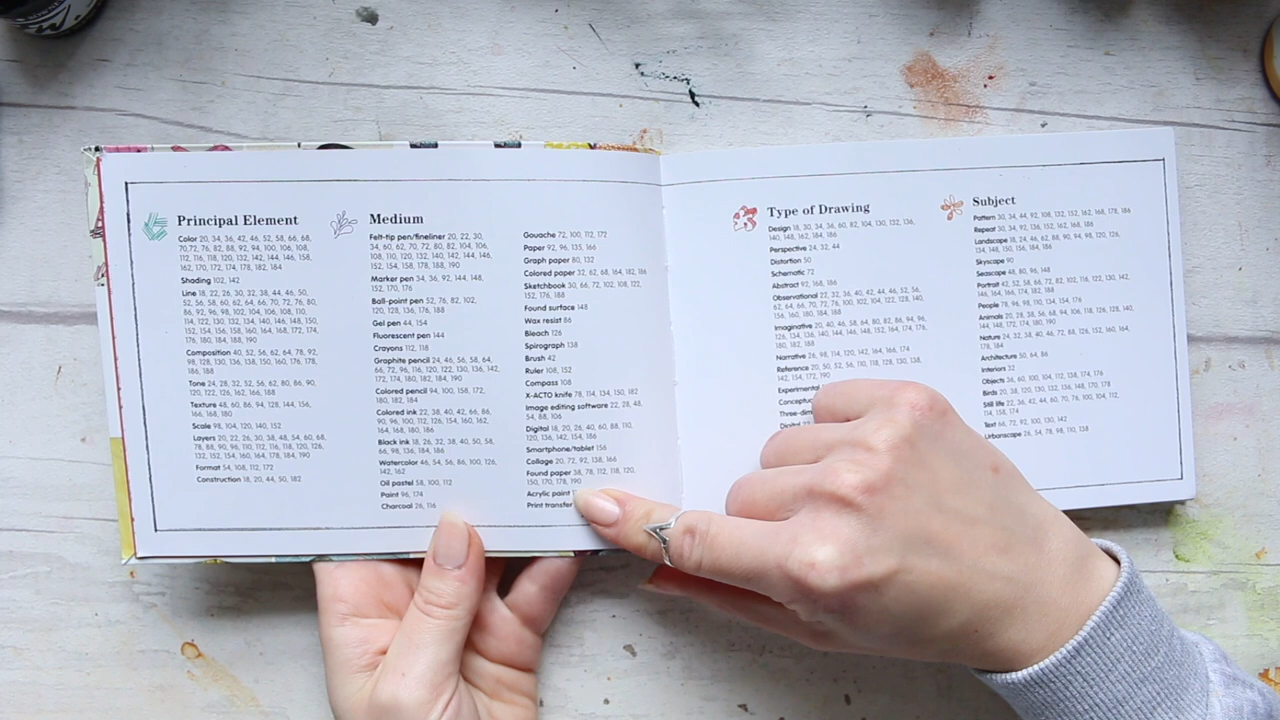 Principal Element
Color 20, 34, 36, 42, 46, 52, 58, 66, 68,
70, 72, 76, 82, 88, 92, 94, 100, 106, 108,
112, 116, 118, 120, 132, 142, 144, 146, 158,
162, 170, 172, 174, 178, 182, 184
Shading 102, 142
Line 18, 22, 26, 30, 32, 38, 44, 46, 50,
52, 56, 58, 60, 62, 64, 66, 70, 72, 76, 80,
86, 92, 96, 98, 102, 104, 106, 108, 110,
114, 122, 130, 132, 134, 140, 146, 148, 150,
152, 154, 156, 158, 160, 164, 168, 172, 174,
176, 180, 184, 188, 190
Composition 40, 52, 56, 62, 64, 78, 92,
98, 128, 130, 136, 138, 150, 160, 176, 178,
186, 188
Tone 24, 28, 32, 52, 56, 62, 80, 86, 90,
120, 122, 126, 162, 166, 188
Texture 48, 60, 86, 94, 128, 144, 156,
166, 168, 180
Scale 98, 104, 120, 140, 152
Layers 20, 22, 26, 30, 38, 48, 54, 60, 68,
78, 88, 90, 96, 110, 112, 116, 118, 120, 126,
132, 152, 154, 160, 164, 178, 184, 190
Format 54, 108, 112, 172
Construction 18, 20, 44, 50, 182
Medium
Felt-tip pen/fineliner 20, 22, 30,
34, 60, 62, 70, 72, 80, 82, 104, 106,
108, 110, 120, 132, 140, 142, 144, 146,
152, 154, 158, 178, 188, 190
Marker pen 34, 36, 92, 144, 148,
152, 170, 176
Ball-point pen 52, 76, 82, 102,
120, 128, 136, 176, 188
Gel pen 44, 154
Fluorescent pen 144
Crayons 112, 118
Graphite pencil 24, 46, 56, 58, 64,
66, 72, 96, 116, 120, 122, 130, 136, 142,
172, 174, 180, 182, 184, 190
Colored pencil 94, 100, 158, 172,
180, 182, 184
Colored ink 22, 38, 40, 42, 66, 86,
90, 96, 100, 112, 126, 154, 160, 162,
164, 168, 180, 186
Black ink 18, 26, 32, 38, 40, 50, 58,
66, 98, 136, 184, 186
Watercolor 46, 54, 56, 86, 100, 126,
142, 162
Oil pastel 58, 100, 112
Paint 96, 174
Charcoal 26, 116
Gouache 72, 100, 112, 172
Paper 92, 96, 135, 166
Graph paper 80, 132
Colored paper 32, 62, 68, 164, 182, 186
Sketchbook 30, 66, 72, 102, 108, 122,
152, 176, 188
Found surface 148
Wax resist 86
Bleach 126
Spirograph 138
Brush 42
Ruler 108, 152
Compass 108
X-ACTO knife 78, 114, 134, 150, 182
Image editing software 22, 28, 48,
54, 88, 106
Digital 18, 20, 26, 40, 60, 88, 110,
120, 136, 142, 154, 186
Smartphone/tablet 156
Collage 20, 72, 92, 138, 166
Found paper 38, 78, 112, 118, 120,
150, 170, 178, 190
Acrylic paint
Print transfer
Type of Drawing
Design 18, 30, 34, 36, 60, 82, 104, 130, 132, 136,
140, 148, 162, 184, 186
Perspective 24, 32, 44
Distortion 50
Schematic 72
Abstract 92, 168, 186
Observational 22, 32, 36, 40, 42, 44, 46, 52, 56,
62, 64, 66, 70, 72, 76, 100, 102, 104, 122, 128, 140,
156, 160, 180, 184, 188
Imaginative 20, 40, 46, 58, 64, 80, 82, 86, 94, 96,
126, 134, 136, 140, 144, 146, 148, 152, 164, 174, 176,
180, 182, 188
Narrative 26, 98, 114, 120, 142, 164, 166, 174
Reference 20, 50, 52, 56, 110, 118, 128, 130, 138,
142, 154, 172, 190
Experimental
Three-dim
Digital
Subject
Pattern 30, 34, 44, 92, 108, 132, 152, 162, 168, 178, 186
Repeat 30, 34, 92, 136, 152, 162, 168, 186
Landscape 18, 24, 46, 62, 88, 90, 94, 98, 120, 126,
134, 148, 150, 156, 184, 186
Skyscape 90
Seascape 48, 80, 96, 148
Portrait 42, 52, 58, 66, 72, 82, 102, 116, 122, 130, 142,
146, 164, 166, 174, 182, 188
People 78, 96, 98, 110, 134, 154, 176
Animals 20, 28, 38, 56, 68, 94, 106, 118, 126, 128, 140,
144, 148, 172, 174, 180, 190
Nature 24, 32, 38, 40, 46, 72, 88, 126, 152, 160, 164,
178, 184
Architecture 50, 64, 86
Interiors 32
Objects 36, 60, 100, 104, 112, 138, 174, 176
Birds 20, 38, 120, 130, 132, 136, 148, 170, 178
Still life 22, 36, 42, 44, 60, 70, 76, 100, 104, 112,
114, 158, 174
Text 66, 72, 92, 100, 130, 142
Urbanscape 26, 54, 78, 98, 110, 138